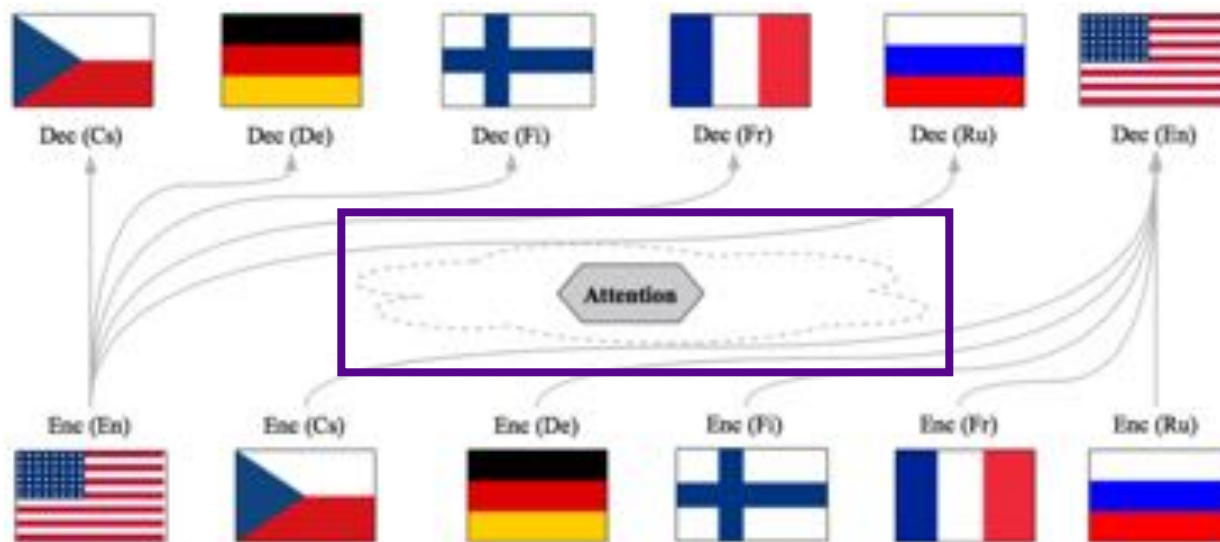 Dec (Cs) Dec (De) Dec (Fi) Dec (Fr) Dec (Ru) Dec (En)
Attention
Enc (En) Enc (Cs) Enc (De) Enc (Fi) Enc (Fr) Enc (Ru)